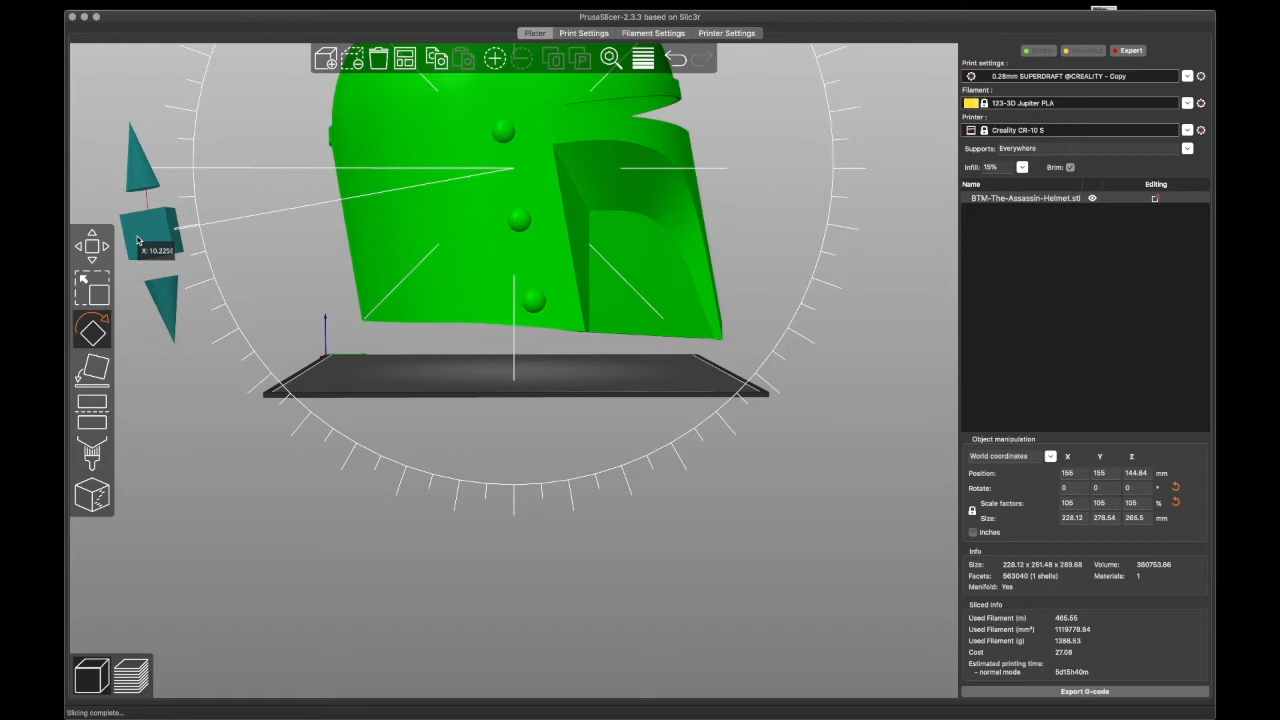 PrusaSlicer-2.3.3 based on Slic3r
Plater Print Settings Filament Settings Printer Settings
Export
Print settings :
0.28mm SUPERDRAFT @CREALITY - Copy
Filament :
123-3D Jupiter PLA
Printer :
Creality CR-10 S
Supports: Everywhere
Infill: 15% Brim:
Name Editing
BTM-The-Assassin-Helmet.stl
X: 10.2256
Object manipulation
World coordinates X Y Z
Position: 155 155 144.84 mm
Rotate: 0 0 0 °
Scale factors: 105 105 105 %
Size: 228.12 278.54 265.5 mm
Inches
Info
Size: 228.12 x 251.48 x 289.68 Volume: 380753.66
Facets: 563040 (1 shells) Materials: 1
Manifold: Yes
Sliced Info
Used Filament (m) 465.55
Used Filament (mm³) 1119778.84
Used Filament (g) 1388.53
Cost 27.08
Estimated printing time:
- normal mode 5d15h40m
Export G-code
Slicing complete...